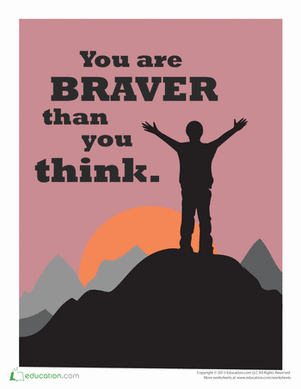 You are
BRAVER
than
you
think.
education.com
Copyright © 2013 Education.com LLC All Rights Reserved
More worksheets at www.education.com/worksheets